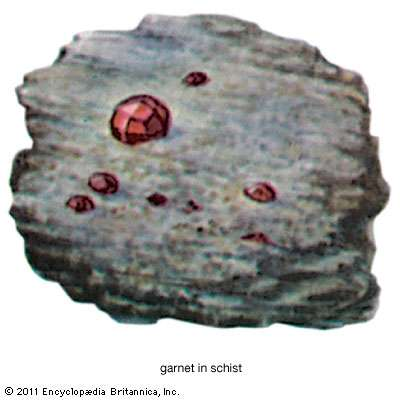 garnet in schist
© 2011 Encyclopædia Britannica, Inc.